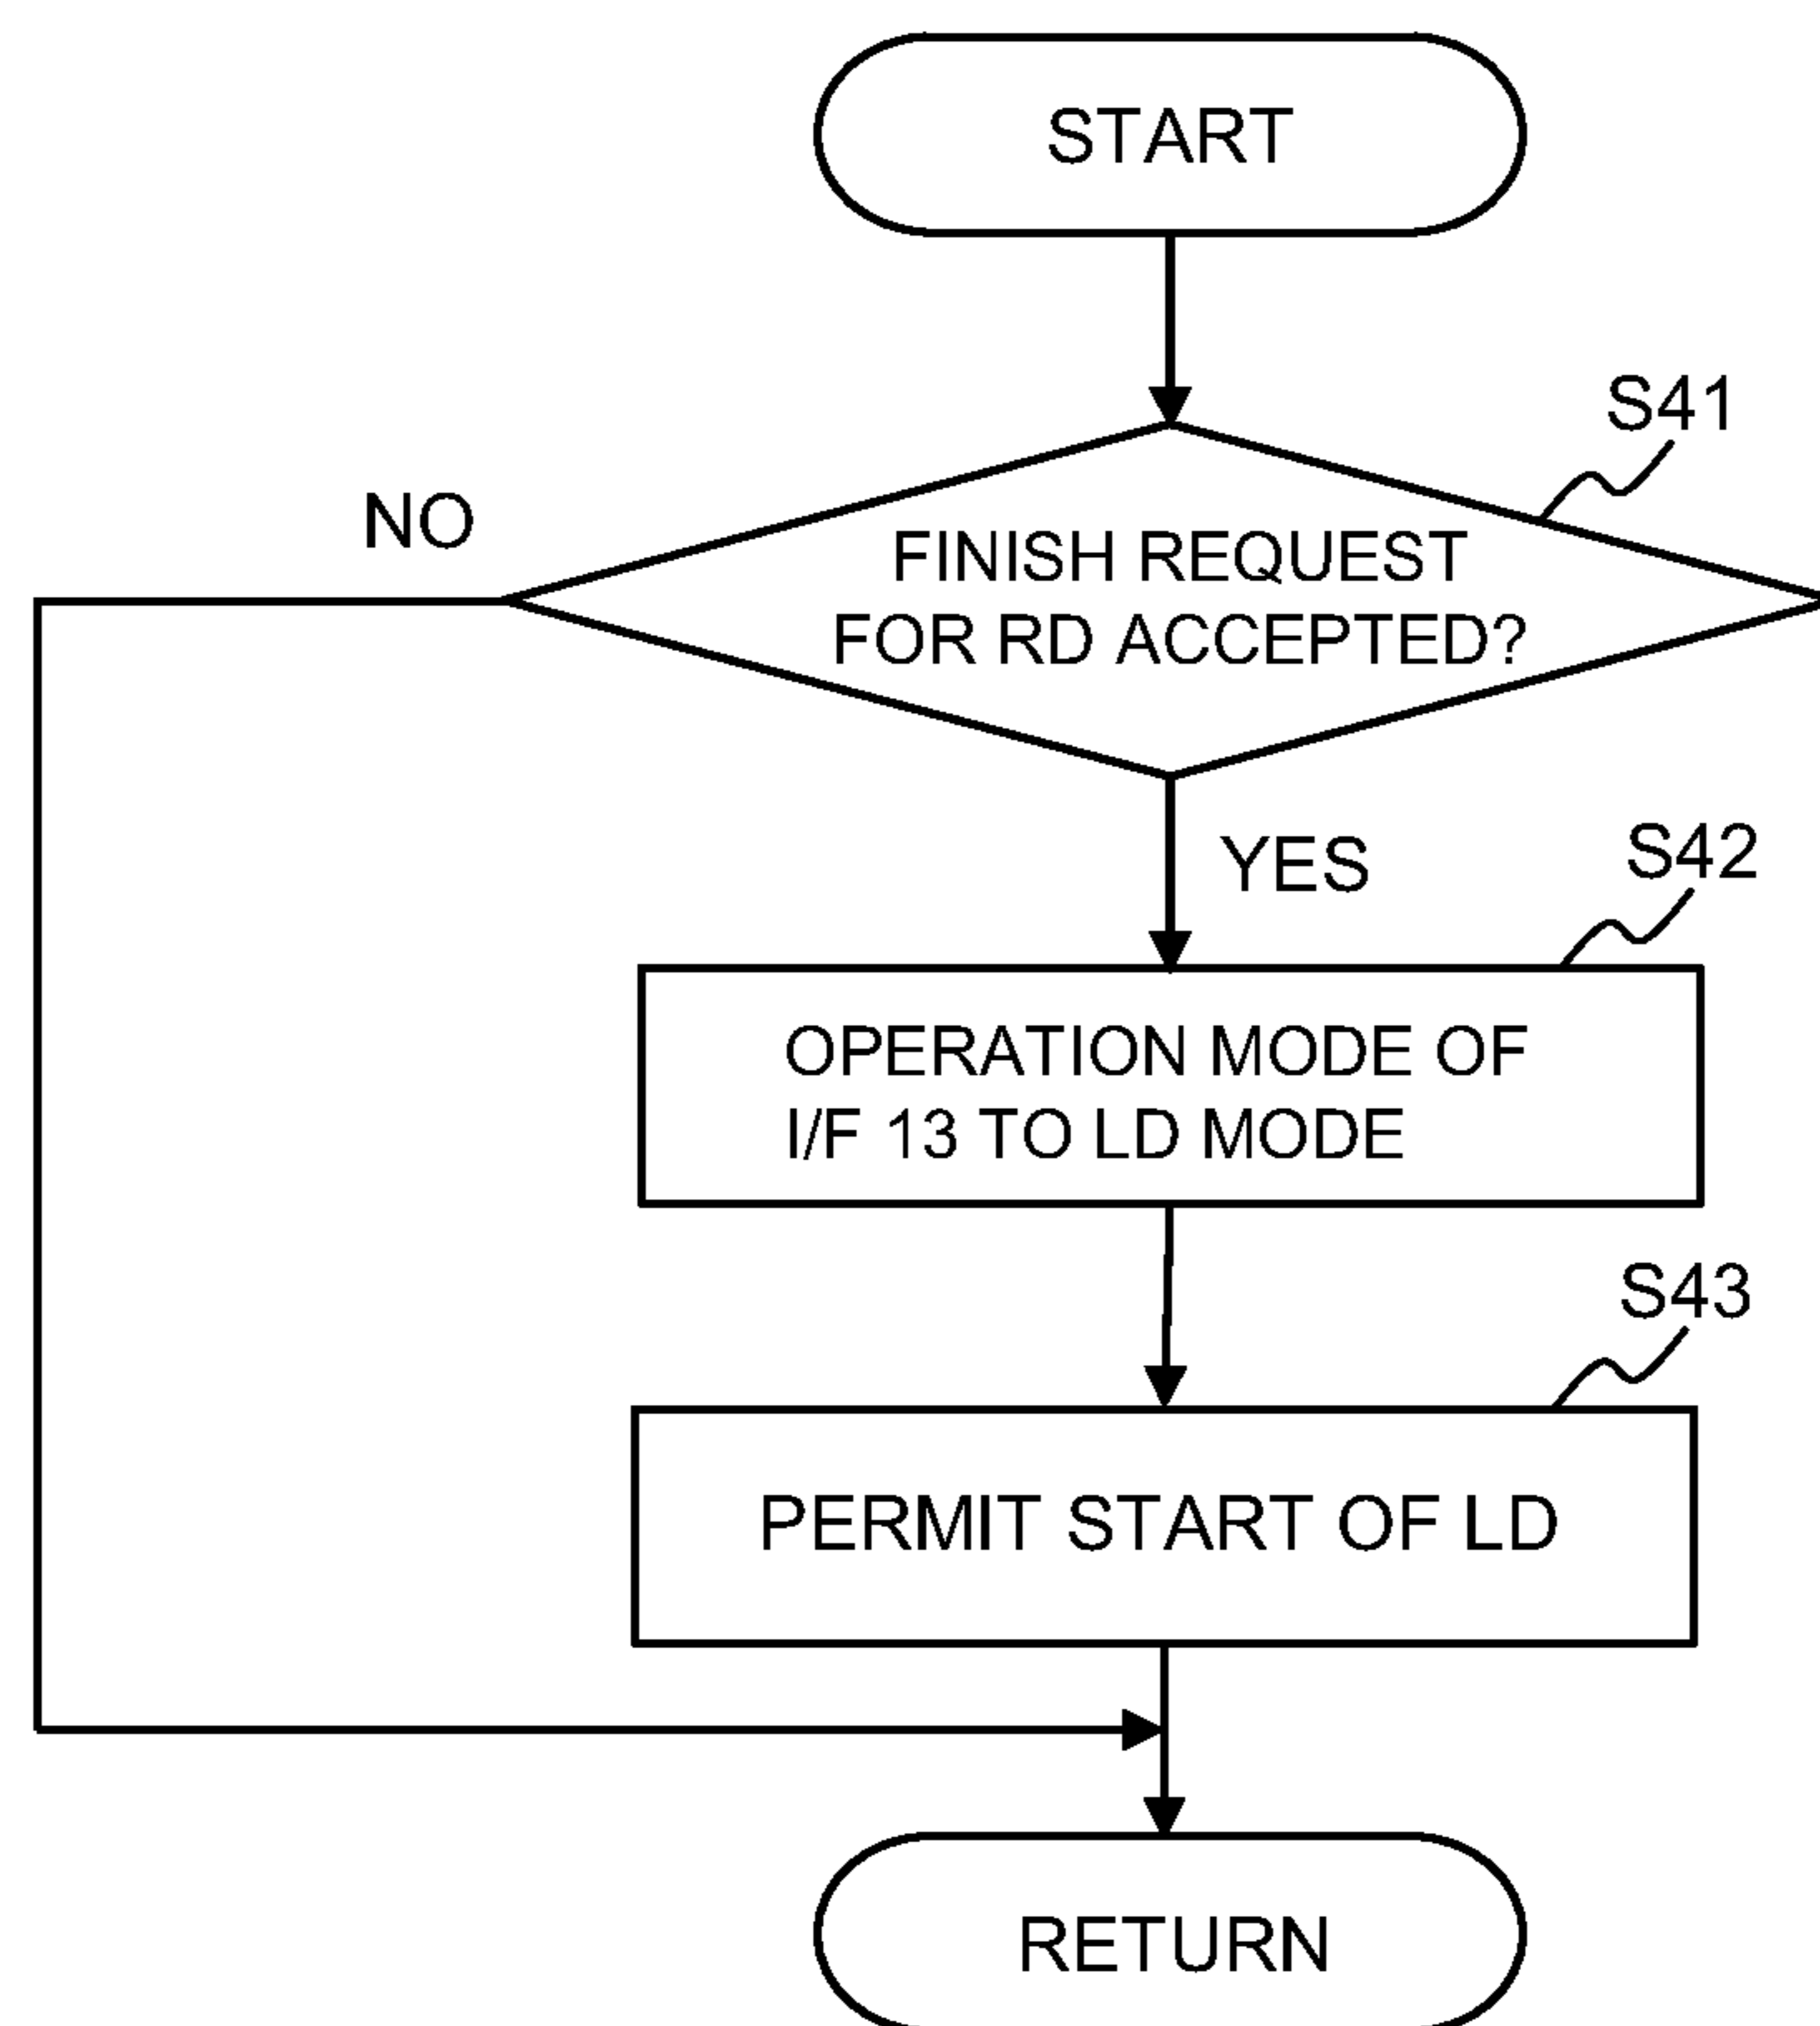 START
S41
NO
FINISH REQUEST
FOR RD ACCEPTED?
YES
S42
OPERATION MODE OF
I/F 13 TO LD MODE
S43
PERMIT START OF LD
RETURN